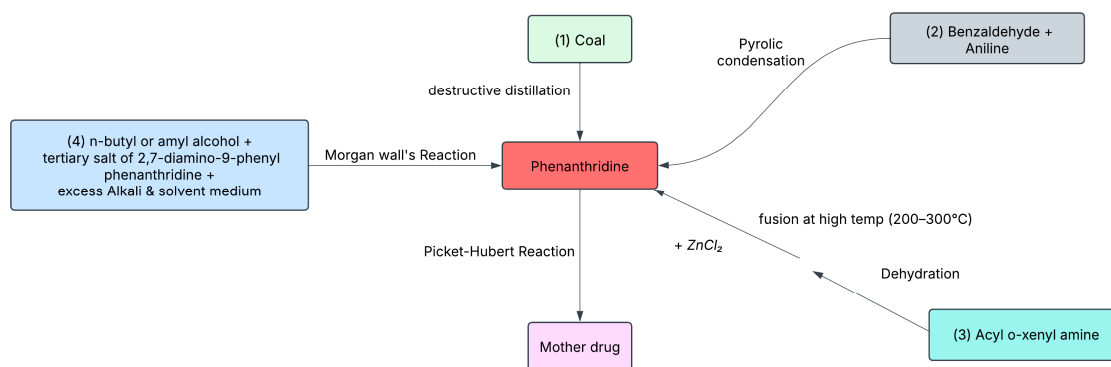 (1) Coal
(2) Benzaldehyde +
Aniline
Pyrolic
condensation
destructive distillation
(4) n-butyl or amyl alcohol +
tertiary salt of 2,7-diamino-9-phenyl
phenanthridine +
excess Alkali & solvent medium
Morgan wall's Reaction
Phenanthridine
fusion at high temp (200–300°C)
+ ZnCl₂
Picket-Hubert Reaction
Dehydration
(3) Acyl o-xenyl amine
Mother drug